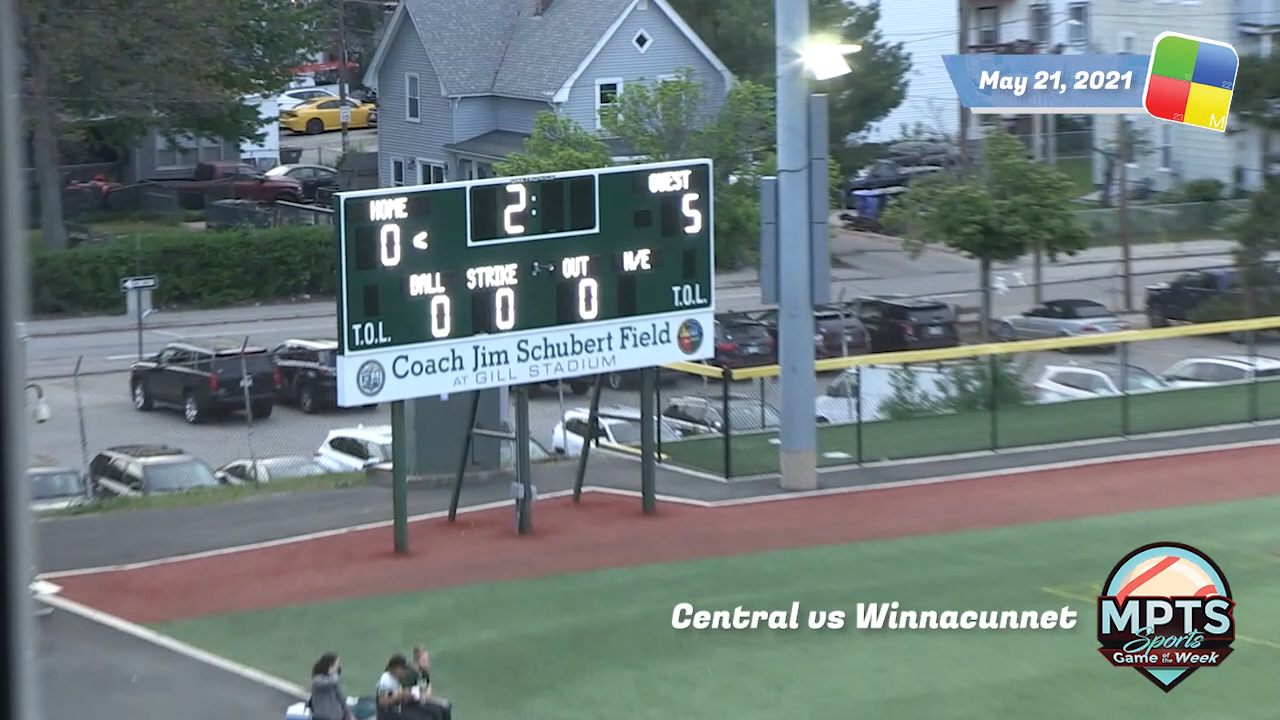 May 21, 2021
M
HOME
2:
GUEST
0 <
5
BALL STRIKE OUT H/E
0 0 0
T.O.L.
T.O.L.
Coach Jim Schubert Field
AT GILL STADIUM
Central vs Winnacunnet
MPTS
Sports
Game of the Week